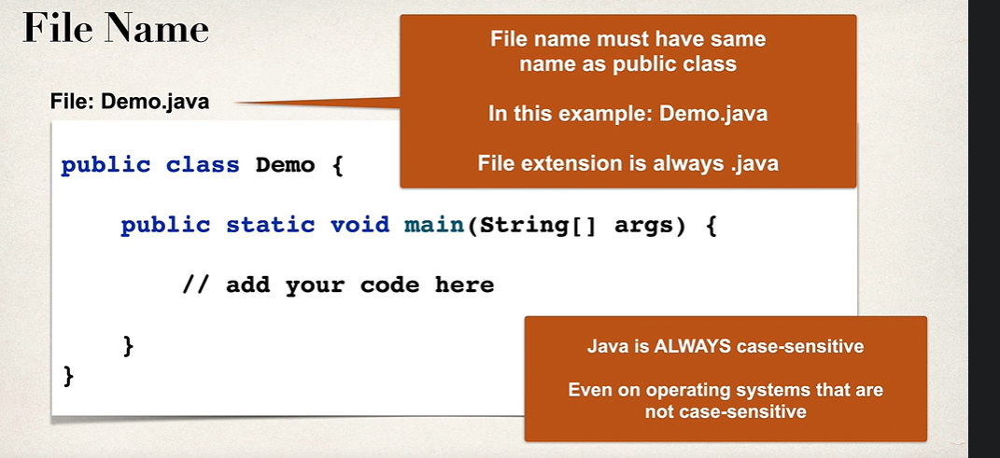 File Name
File name must have same
name as public class
In this example: Demo.java
File extension is always .java
File: Demo.java
public class Demo {
public static void main(String[] args) {
// add your code here
}
}
Java is ALWAYS case-sensitive
Even on operating systems that are
not case-sensitive